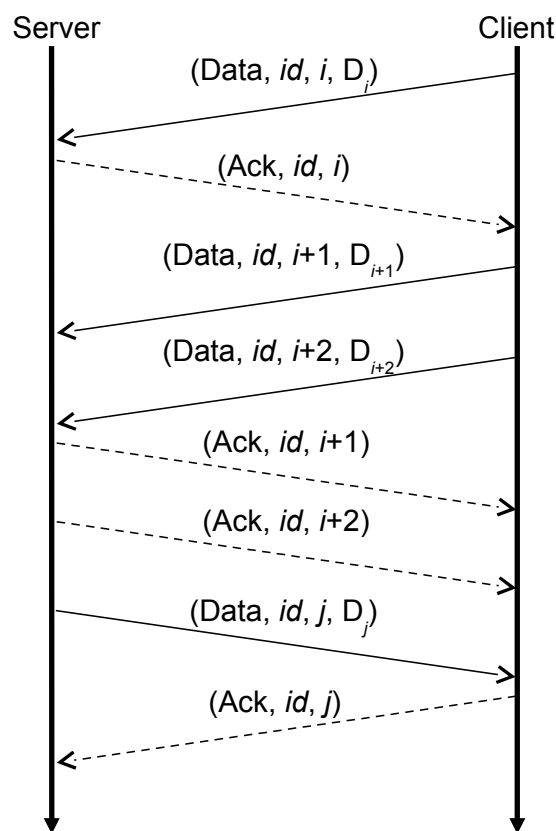 Server Client
(Data, id, i, Dᵢ)
(Ack, id, i)
(Data, id, i+1, Dᵢ₊₁)
(Data, id, i+2, Dᵢ₊₂)
(Ack, id, i+1)
(Ack, id, i+2)
(Data, id, j, Dⱼ)
(Ack, id, j)